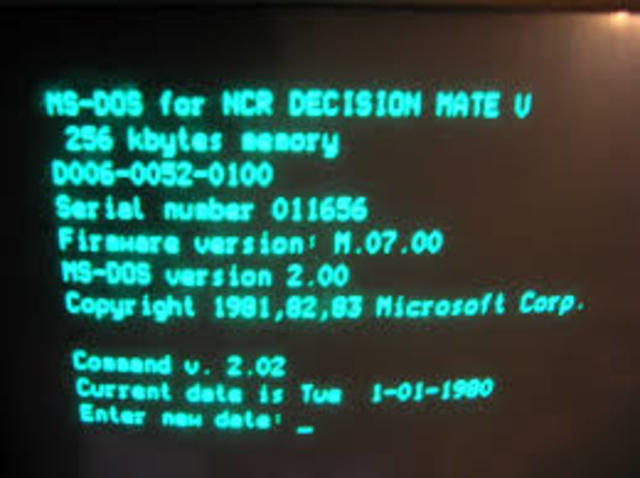 MS-DOS for NCR DECISION MATE V
256 kbytes memory
D006-0052-0100
Serial number 011656
Firmware version: M.07.00
MS-DOS version 2.00
Copyright 1981,82,83 Microsoft Corp.
Command v. 2.02
Current date is Tue 1-01-1980
Enter new date: _